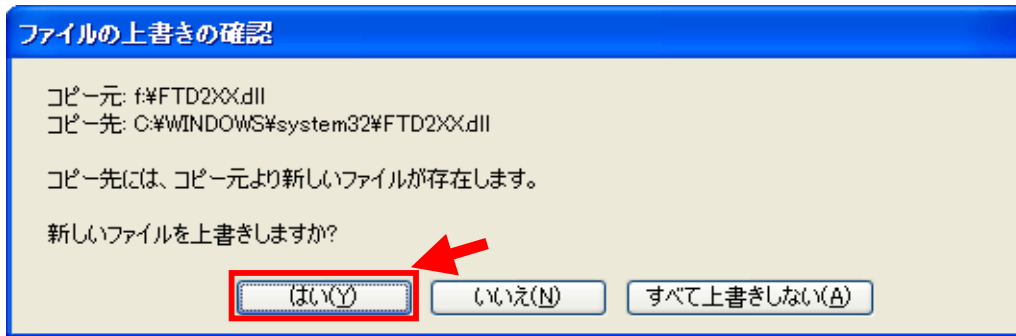 ファイルの上書きの確認
コピー元: f:¥FTD2XX.dll
コピー先: C:¥WINDOWS¥system32¥FTD2XX.dll
コピー先には、コピー元より新しいファイルが存在します。
新しいファイルを上書きしますか?
はい(Y) いいえ(N) すべて上書きしない(A)